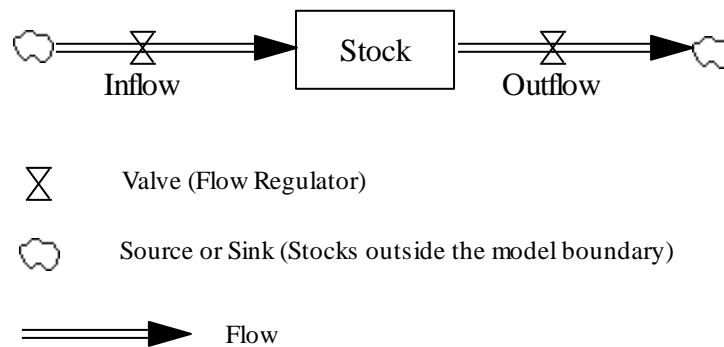 Stock
Inflow
Outflow
Valve (Flow Regulator)
Source or Sink (Stocks outside the model boundary)
Flow